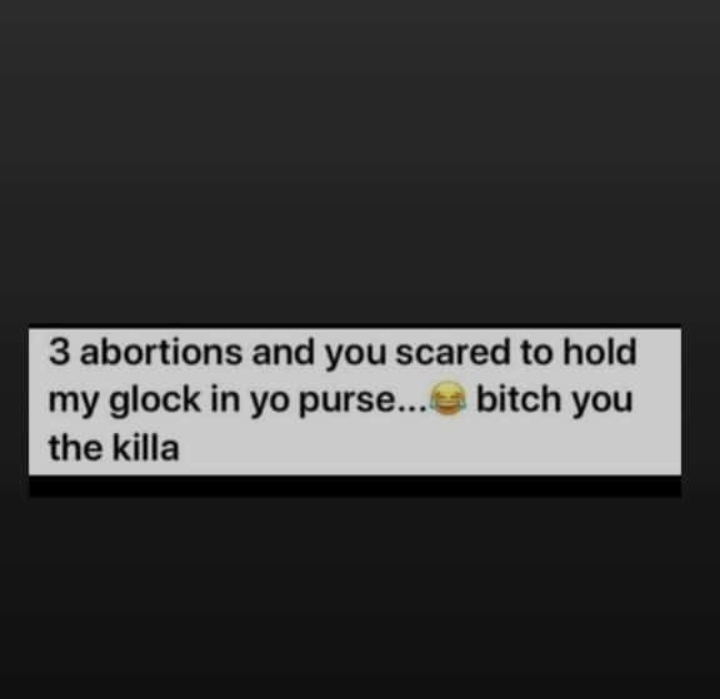 3 abortions and you scared to hold
my glock in yo purse...😂 bitch you
the killa